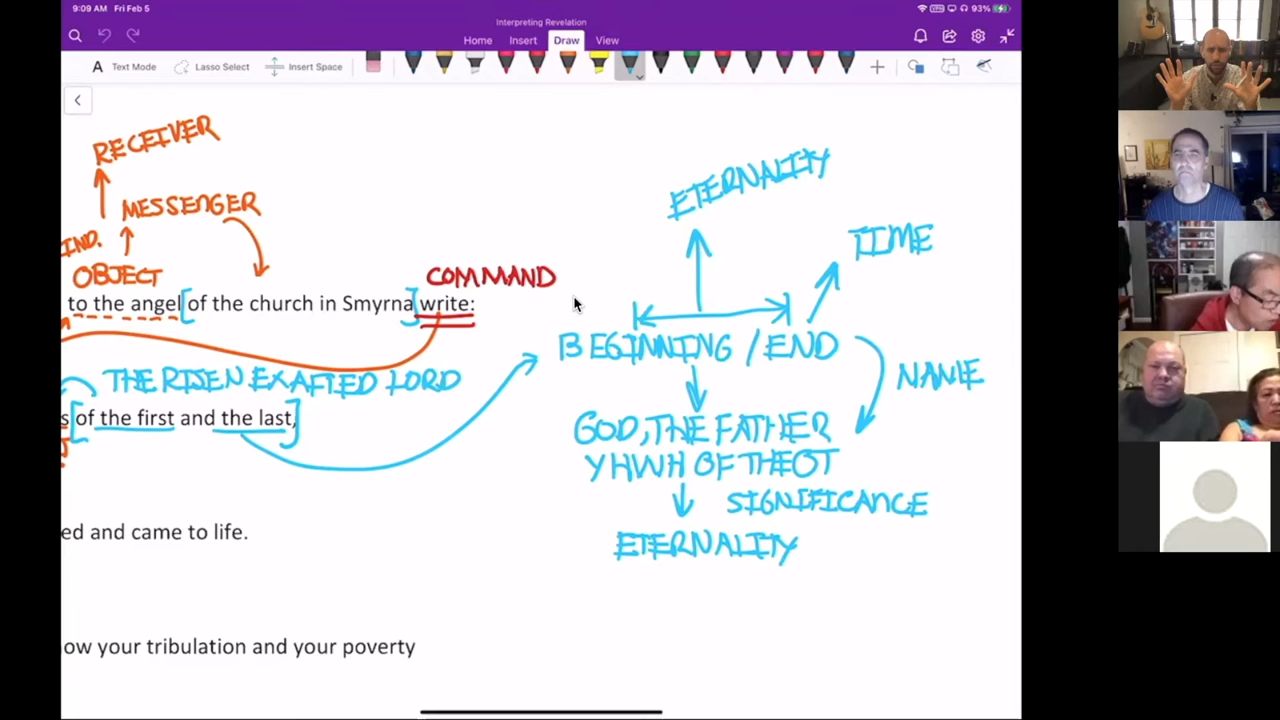 9:09 AM Fri Feb 5
93%
Interpreting Revelation
Home Insert Draw View
Text Mode Lasso Select Insert Space
RECEIVER
MESSENGER
IND.
OBJECT
COMMAND
to the angel [of the church in Smyrna] write:
THE RISEN EXALTED LORD
s [of the first and the last,]
ed and came to life.
ow your tribulation and your poverty
ETERNALITY
TIME
BEGINNING / END
NAME
GOD, THE FATHER
YHWH OF THE OT
SIGNIFICANCE
ETERNALITY